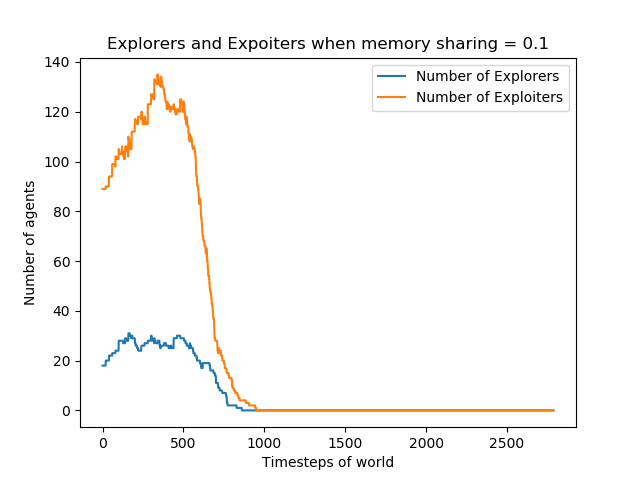 Explorers and Expoiters when memory sharing = 0.1
Number of Explorers
Number of Exploiters
Number of agents
140
120
100
80
60
40
20
0
0 500 1000 1500 2000 2500
Timesteps of world